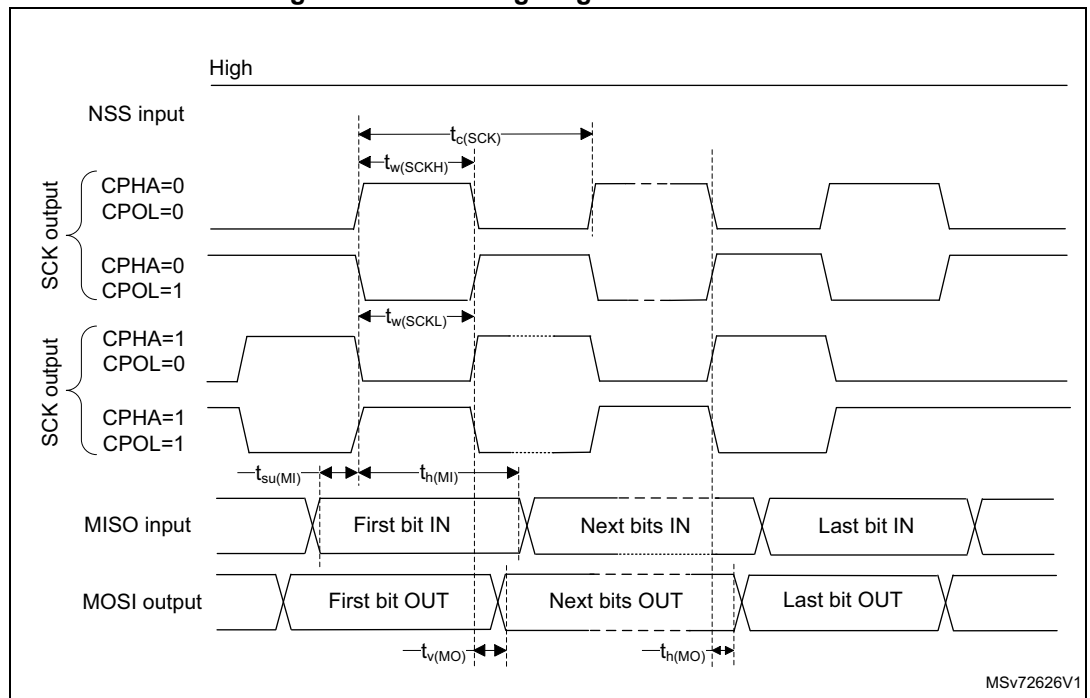 High
NSS input
tc(SCK)
tw(SCKH)
SCK output
CPHA=0
CPOL=0
CPHA=0
CPOL=1
tw(SCKL)
SCK output
CPHA=1
CPOL=0
CPHA=1
CPOL=1
tsu(MI)
th(MI)
MISO input
First bit IN
Next bits IN
Last bit IN
MOSI output
First bit OUT
Next bits OUT
Last bit OUT
tv(MO)
th(MO)
MSv72626V1